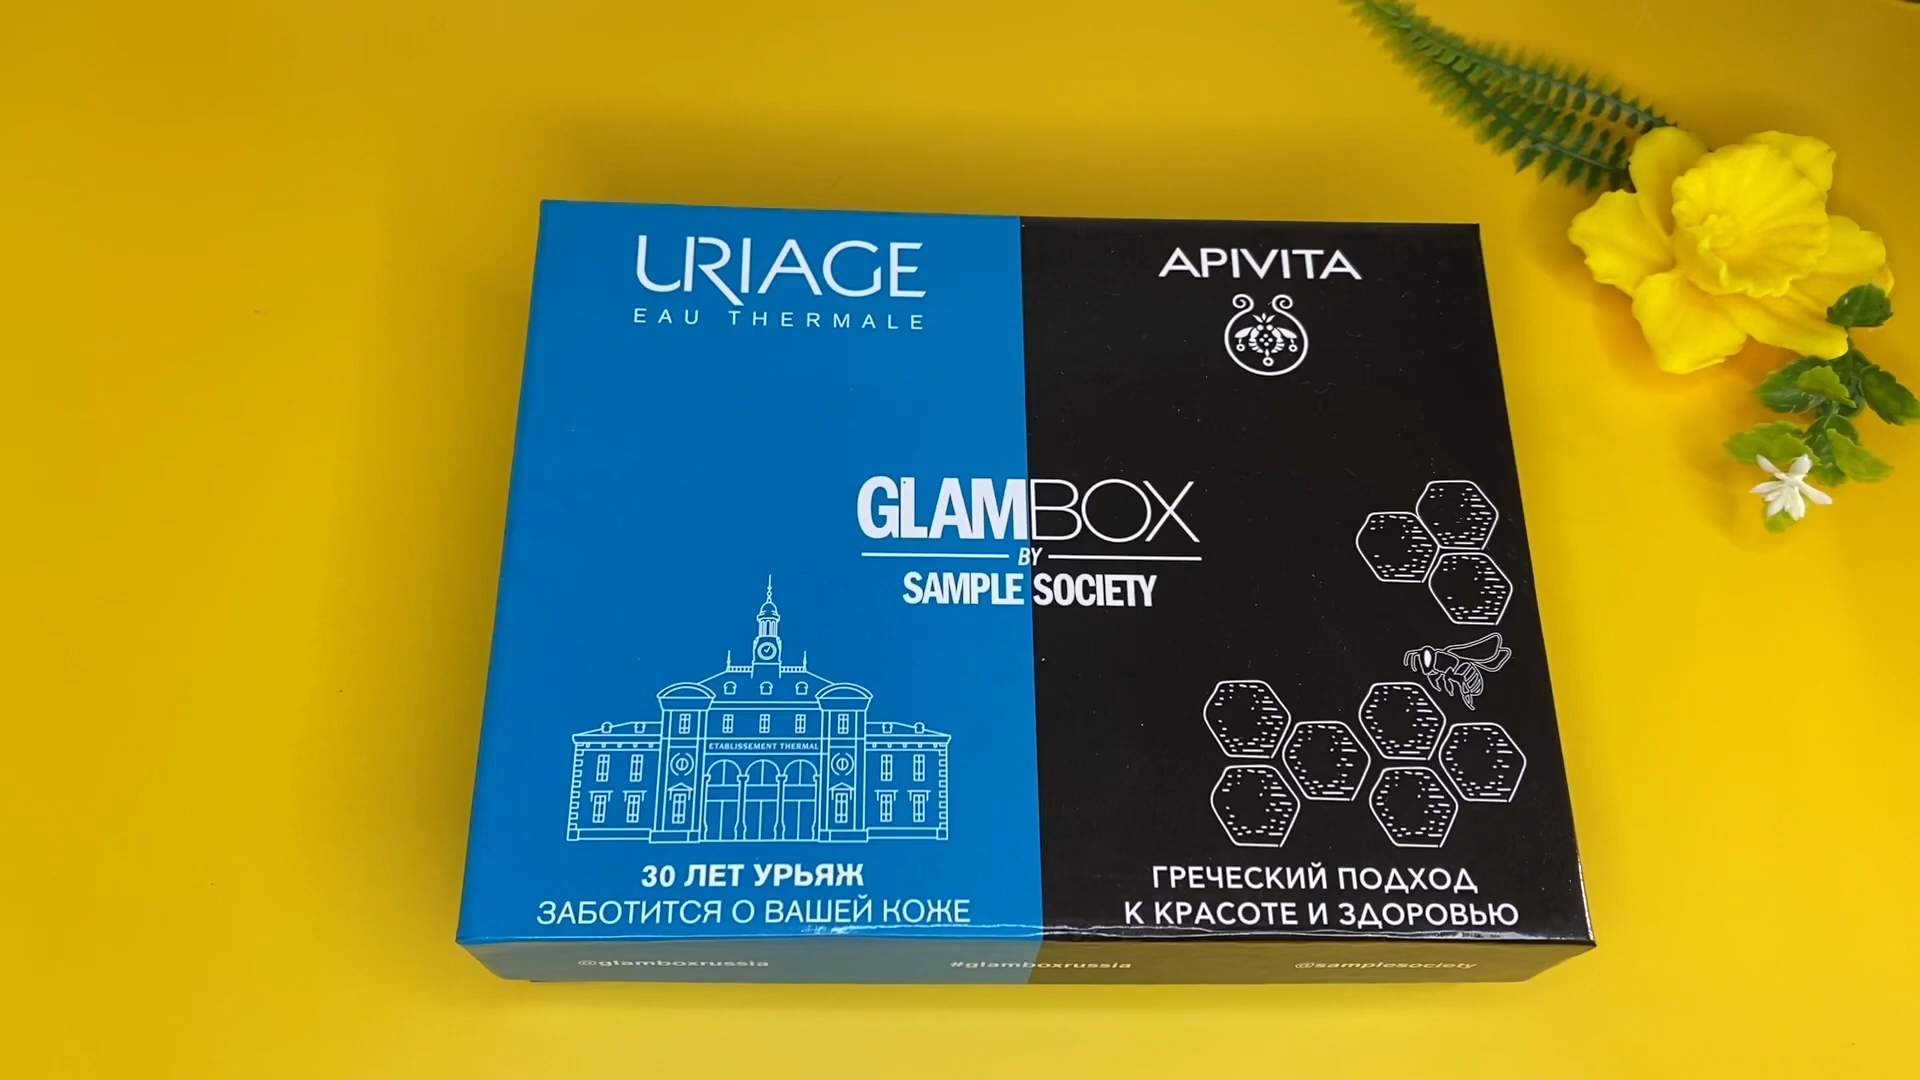 URIAGE
EAU THERMALE
APIVITA
GLAMBOX
BY
SAMPLE SOCIETY
ETABLISSEMENT THERMAL
30 ЛЕТ УРЬЯЖ
ЗАБОТИТСЯ О ВАШЕЙ КОЖЕ
ГРЕЧЕСКИЙ ПОДХОД
К КРАСОТЕ И ЗДОРОВЬЮ
@glamboxrussia
#glamboxrussia
@samplesociety